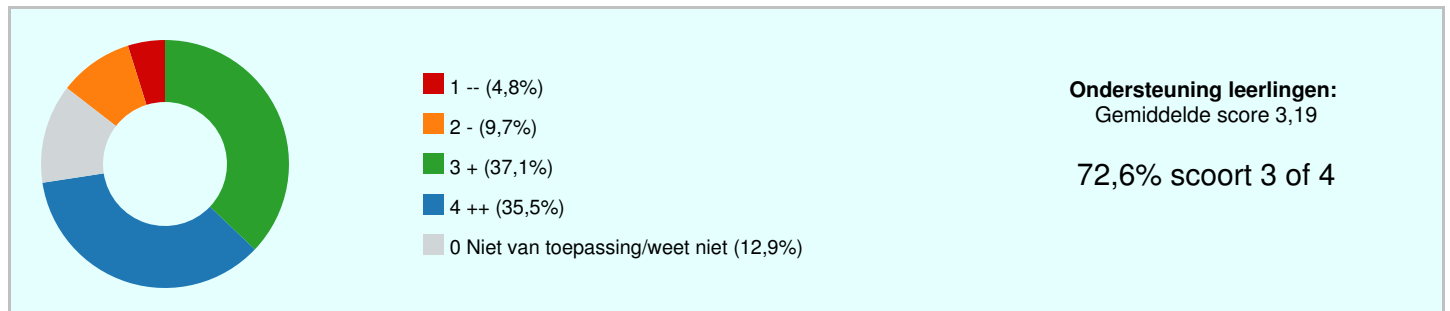 1 -- (4,8%)
2 - (9,7%)
3 + (37,1%)
4 ++ (35,5%)
0 Niet van toepassing/weet niet (12,9%)
Ondersteuning leerlingen:
Gemiddelde score 3,19
72,6% scoort 3 of 4